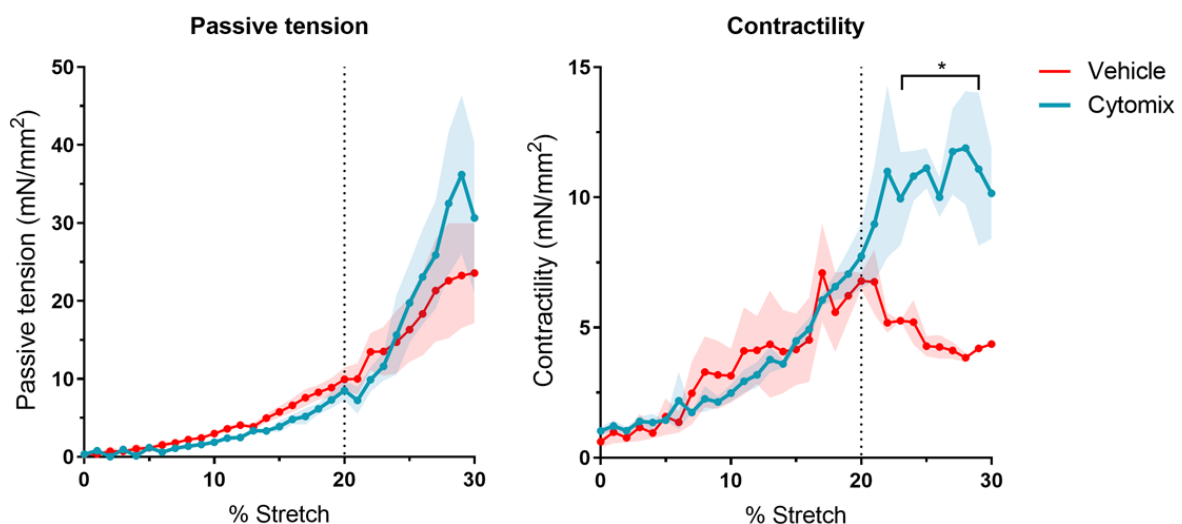 Passive tension
Passive tension (mN/mm²)
50
40
30
20
10
0
0 10 20 30
% Stretch
Contractility
Contractility (mN/mm²)
15
10
5
0
0 10 20 30
% Stretch
*
Vehicle
Cytomix